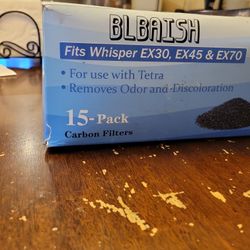 BLBAISH
Fits Whisper EX30, EX45 & EX70
• For use with Tetra
• Removes Odor and Discoloration
15-Pack
Carbon Filters